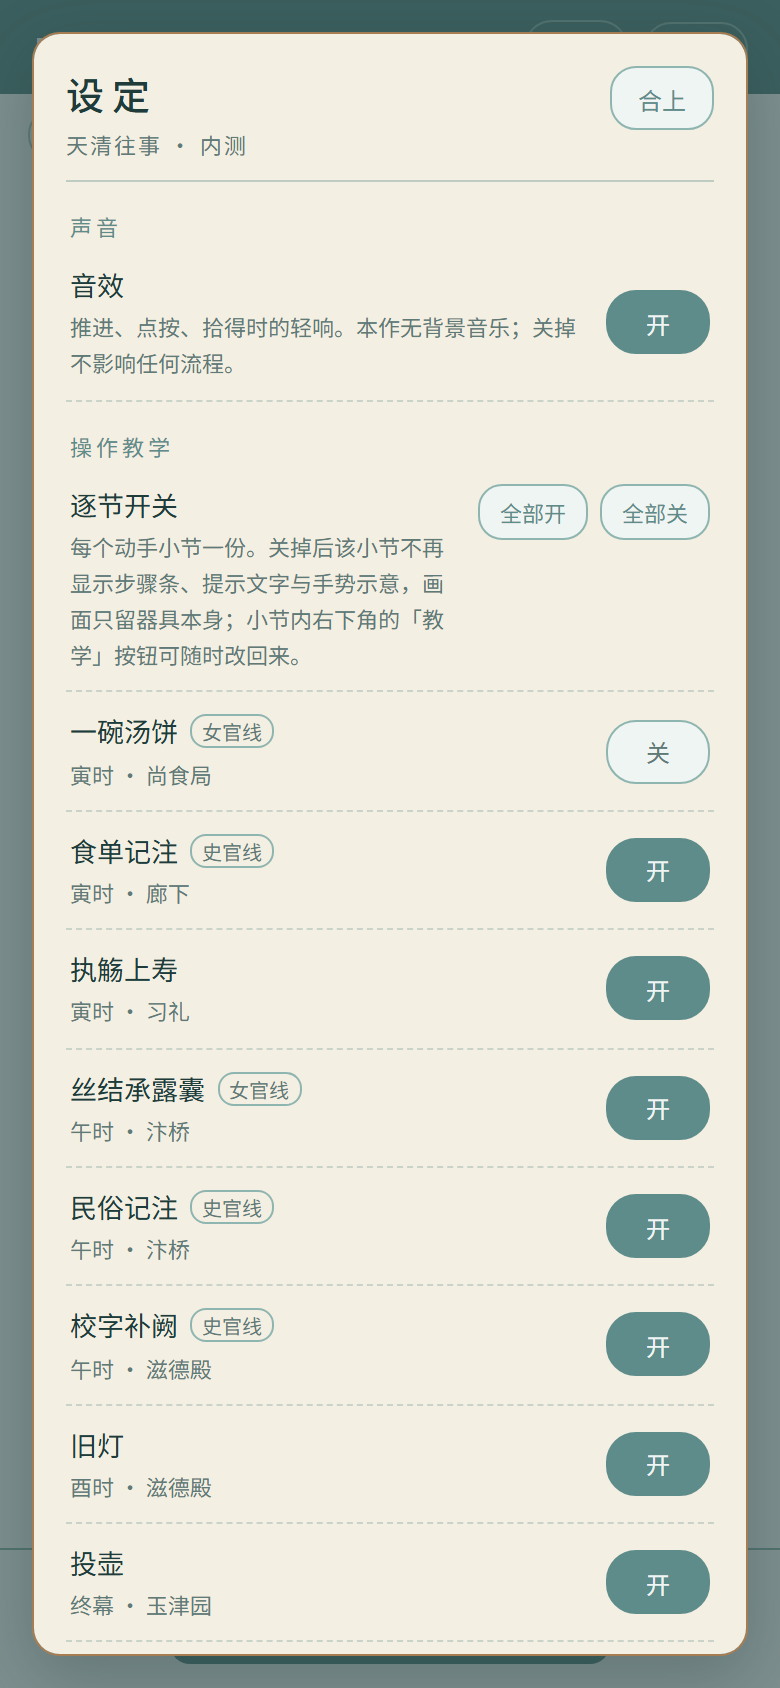 设定
合上
天清往事 • 内测
声音
音效
推进、点按、拾得时的轻响。本作无背景音乐；关掉
不影响任何流程。
开
操作教学
逐节开关
全部开
全部关
每个动手小节一份。关掉后该小节不再
显示步骤条、提示文字与手势示意，画
面只留器具本身；小节内右下角的「教
学」按钮可随时改回来。
一碗汤饼 女官线
寅时 • 尚食局
关
食单记注 史官线
寅时 • 廊下
开
执觞上寿
寅时 • 习礼
开
丝结承露囊 女官线
午时 • 汴桥
开
民俗记注 史官线
午时 • 汴桥
开
校字补阙 史官线
午时 • 滋德殿
开
旧灯
酉时 • 滋德殿
开
投壶
终幕 • 玉津园
开